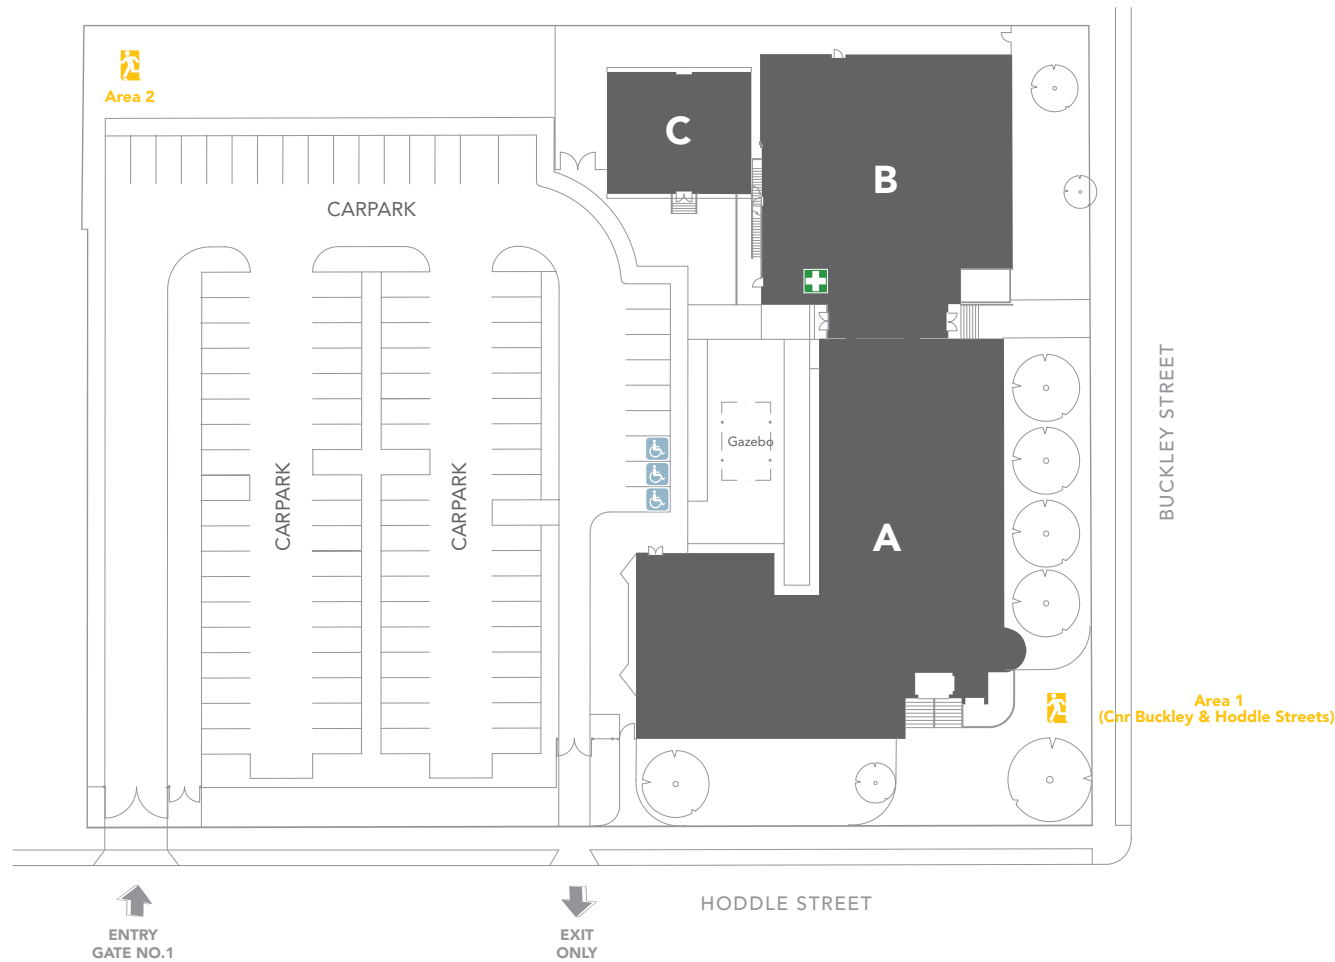 Area 2
C
B
CARPARK
BUCKLEY STREET
Gazebo
CARPARK
CARPARK
A
Area 1
(Cnr Buckley & Hoddle Streets)
HODDLE STREET
ENTRY
GATE NO.1
EXIT
ONLY